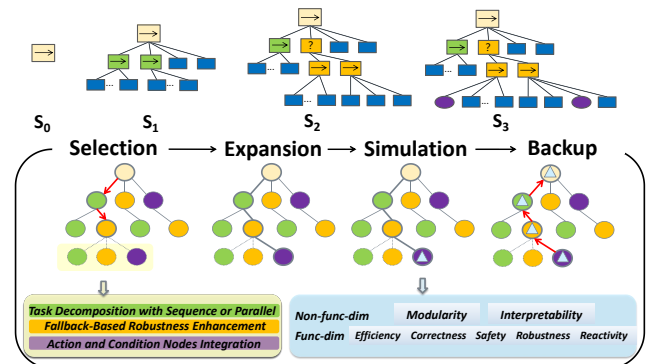 ?
?
...
...
...
...
...
...
...
...
S0
S1
S2
S3
Selection
Expansion
Simulation
Backup
Task Decomposition with Sequence or Parallel
Fallback-Based Robustness Enhancement
Action and Condition Nodes Integration
Non-func-dim
Modularity
Interpretability
Func-dim
Efficiency
Correctness
Safety
Robustness
Reactivity